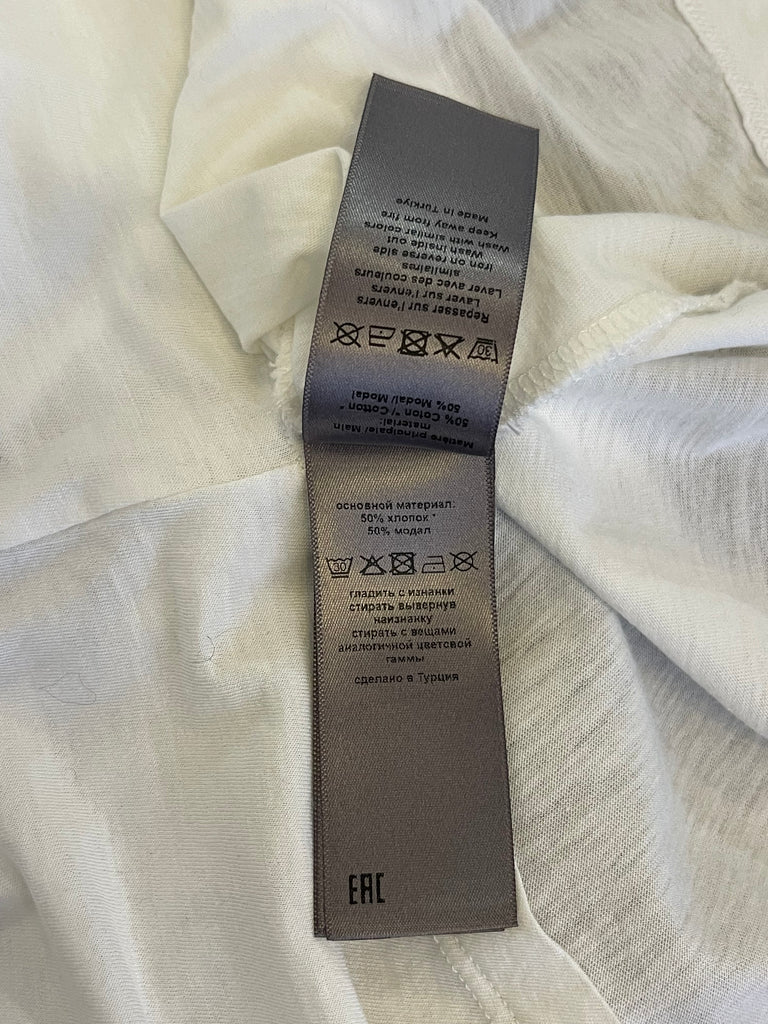 Matière principale/ Main
material:
50% Coton */ Cotton *
50% Modal/ Modal
30
Repasser sur l'envers
Laver sur l'envers
Laver avec des couleurs
similaires
Iron on reverse side
Wash inside out
Wash with similar colors
Keep away from fire
Made in Türkiye
основной материал:
50% хлопок *
50% модал
30
гладить с изнанки
стирать вывернув
наизнанку
стирать с вещами
аналогичной цветовой
гаммы
сделано в Турция
EAC